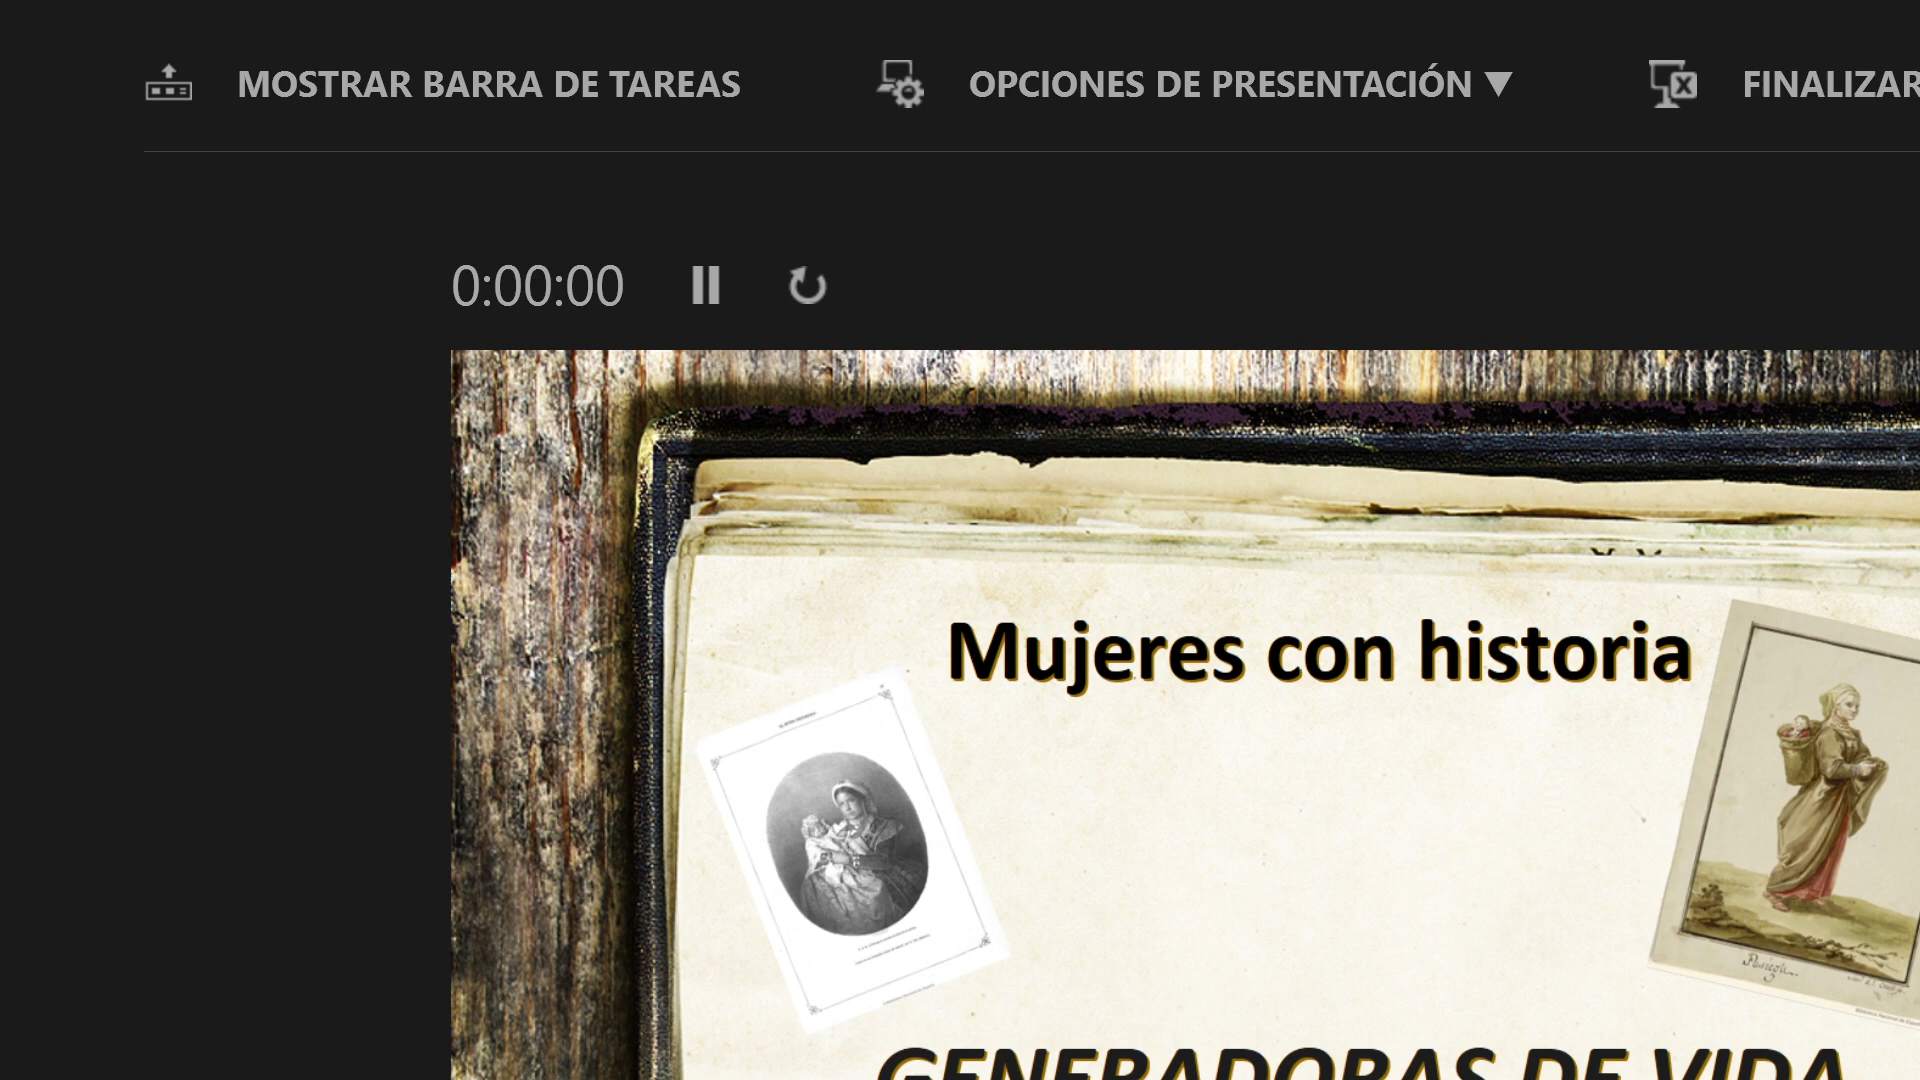 MOSTRAR BARRA DE TAREAS
OPCIONES DE PRESENTACIÓN ▼
FINALIZAR
0:00:00
Mujeres con historia
GENERADORAS DE VIDA